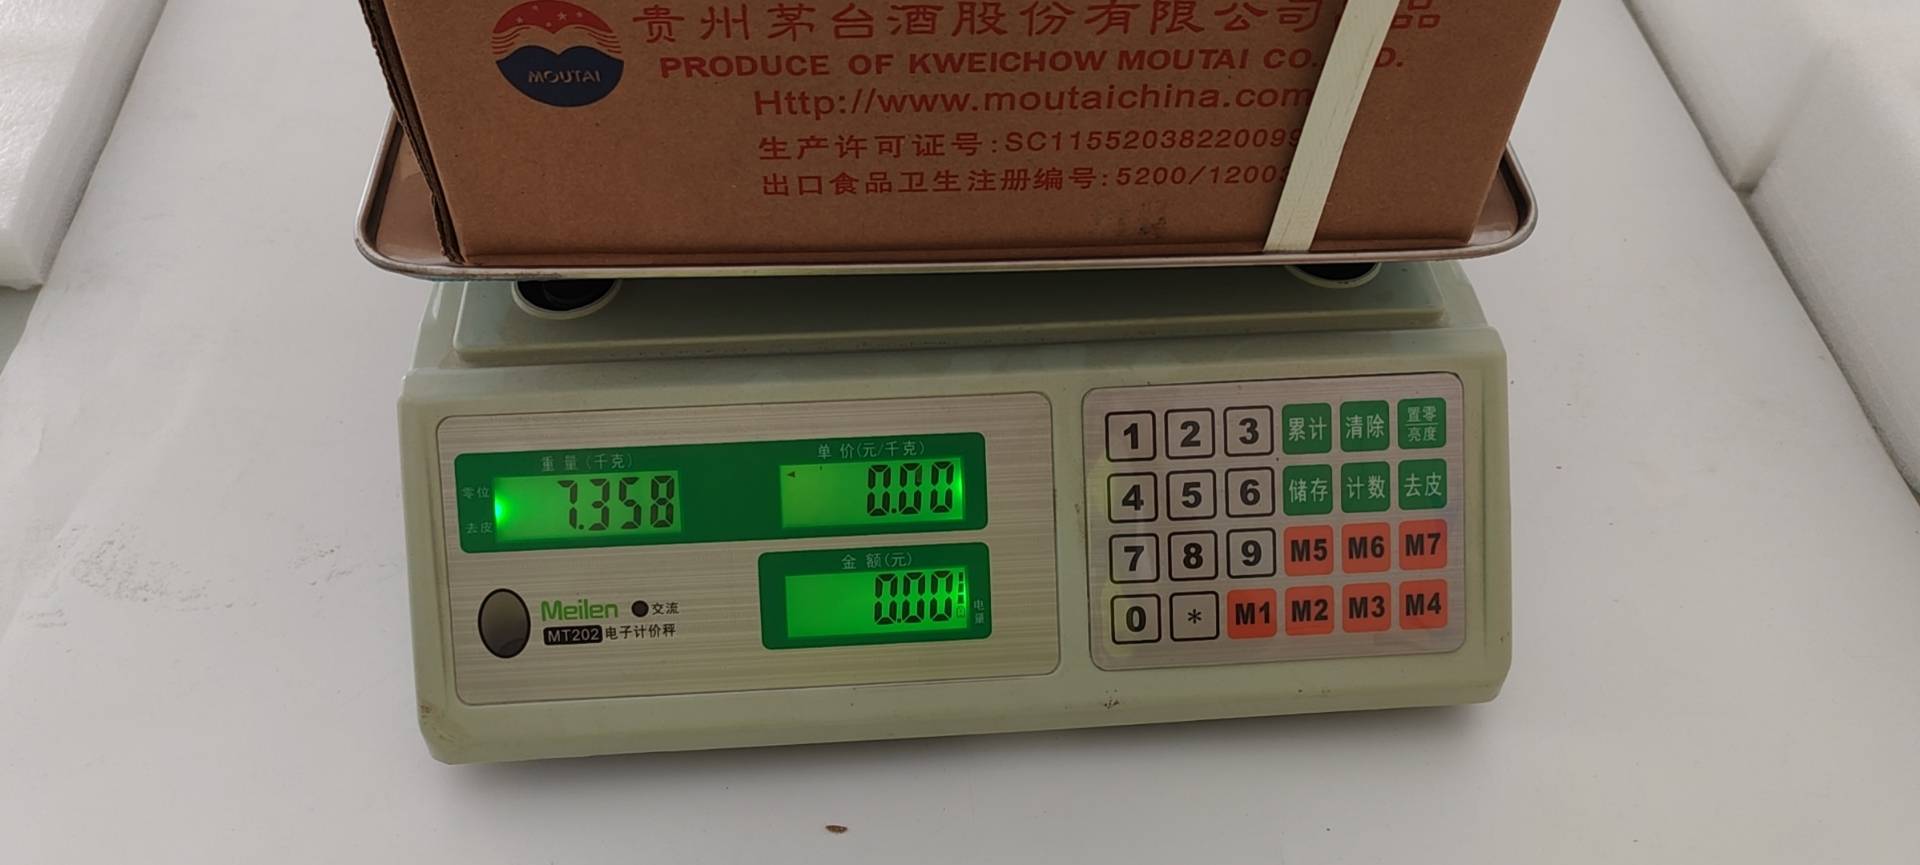 贵州茅台酒股份有限公司 品
MOUTAI
PRODUCE OF KWEICHOW MOUTAI CO. D.
Http://www.moutaichina.com
生产许可证号:SC1155203822009
出口食品卫生注册编号:5200/1200
重量(千克)
零位
去皮
7.358
单价(元/千克)
0.00
金额(元)
0.00
电量
Meilen 交流
MT202 电子计价秤
1 2 3 累计 清除 置零 亮度
4 5 6 储存 计数 去皮
7 8 9 M5 M6 M7
0 * M1 M2 M3 M4